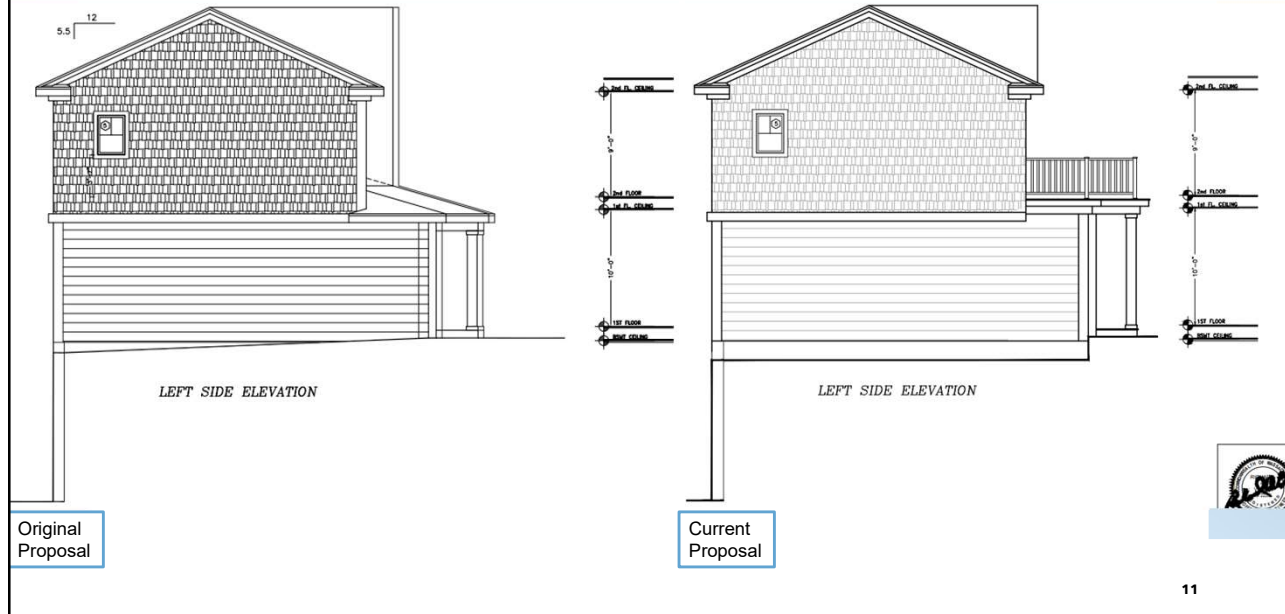 12
5.5
5
2nd FL. CEILING
9'-0"
2nd FLOOR
1st FL. CEILING
10'-0"
1ST FLOOR
BSMT CEILING
LEFT SIDE ELEVATION
Original
Proposal
5
2nd FL. CEILING
9'-0"
2nd FLOOR
1st FL. CEILING
10'-0"
1ST FLOOR
BSMT CEILING
LEFT SIDE ELEVATION
Current
Proposal
11